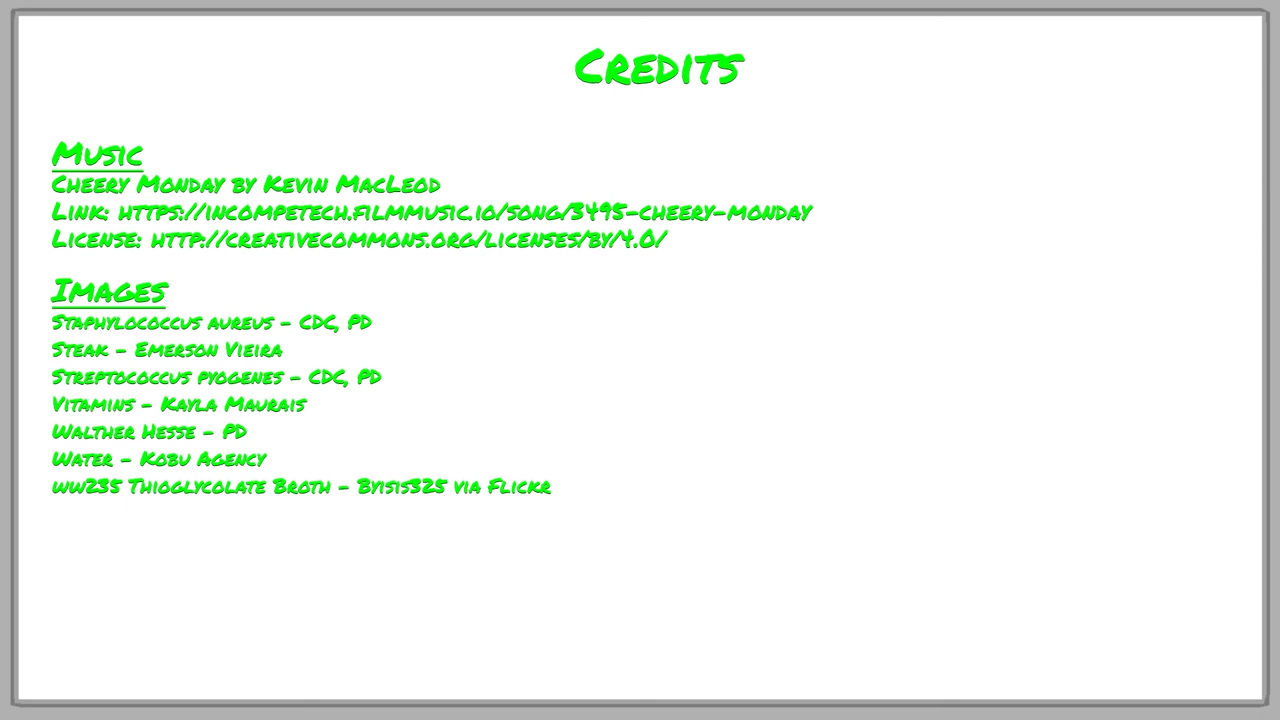 Credits
Music
Cheery Monday by Kevin MacLeod
Link: https://incompetech.filmmusic.io/song/3495-cheery-monday
License: http://creativecommons.org/licenses/by/4.0/
Images
Staphylococcus aureus - CDC, PD
Steak - Emerson Vieira
Streptococcus pyogenes - CDC, PD
Vitamins - Kayla Maurais
Walther Hesse - PD
Water - Kobu Agency
ww235 Thioglycolate Broth - Byisis325 via Flickr